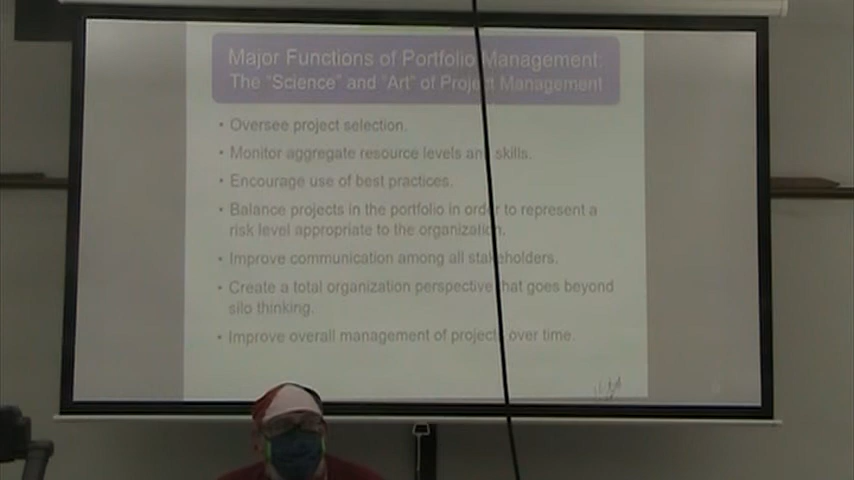 Major Functions of Portfolio Management:
The "Science" and "Art" of Project Management
• Oversee project selection.
• Monitor aggregate resource levels and skills.
• Encourage use of best practices.
• Balance projects in the portfolio in order to represent a
risk level appropriate to the organization.
• Improve communication among all stakeholders.
• Create a total organization perspective that goes beyond
silo thinking.
• Improve overall management of projects over time.